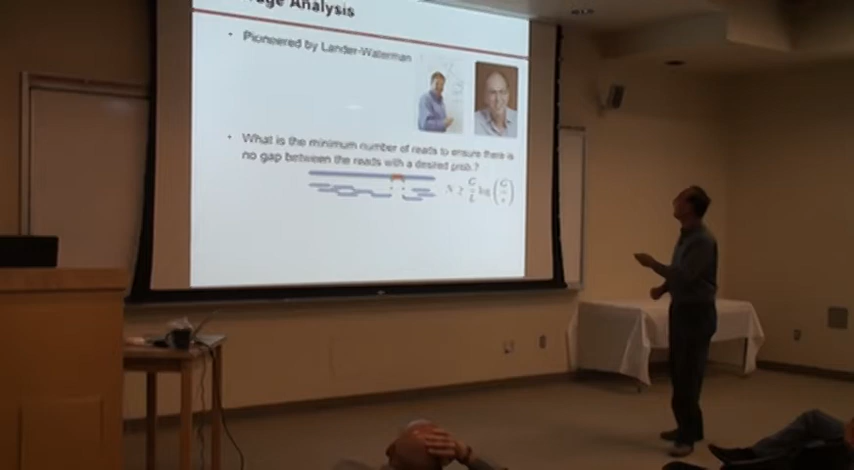 Analysis
• Pioneered by Lander-Waterman
• What is the minimum number of reads to ensure there is
no gap between the reads with a desired prob.?